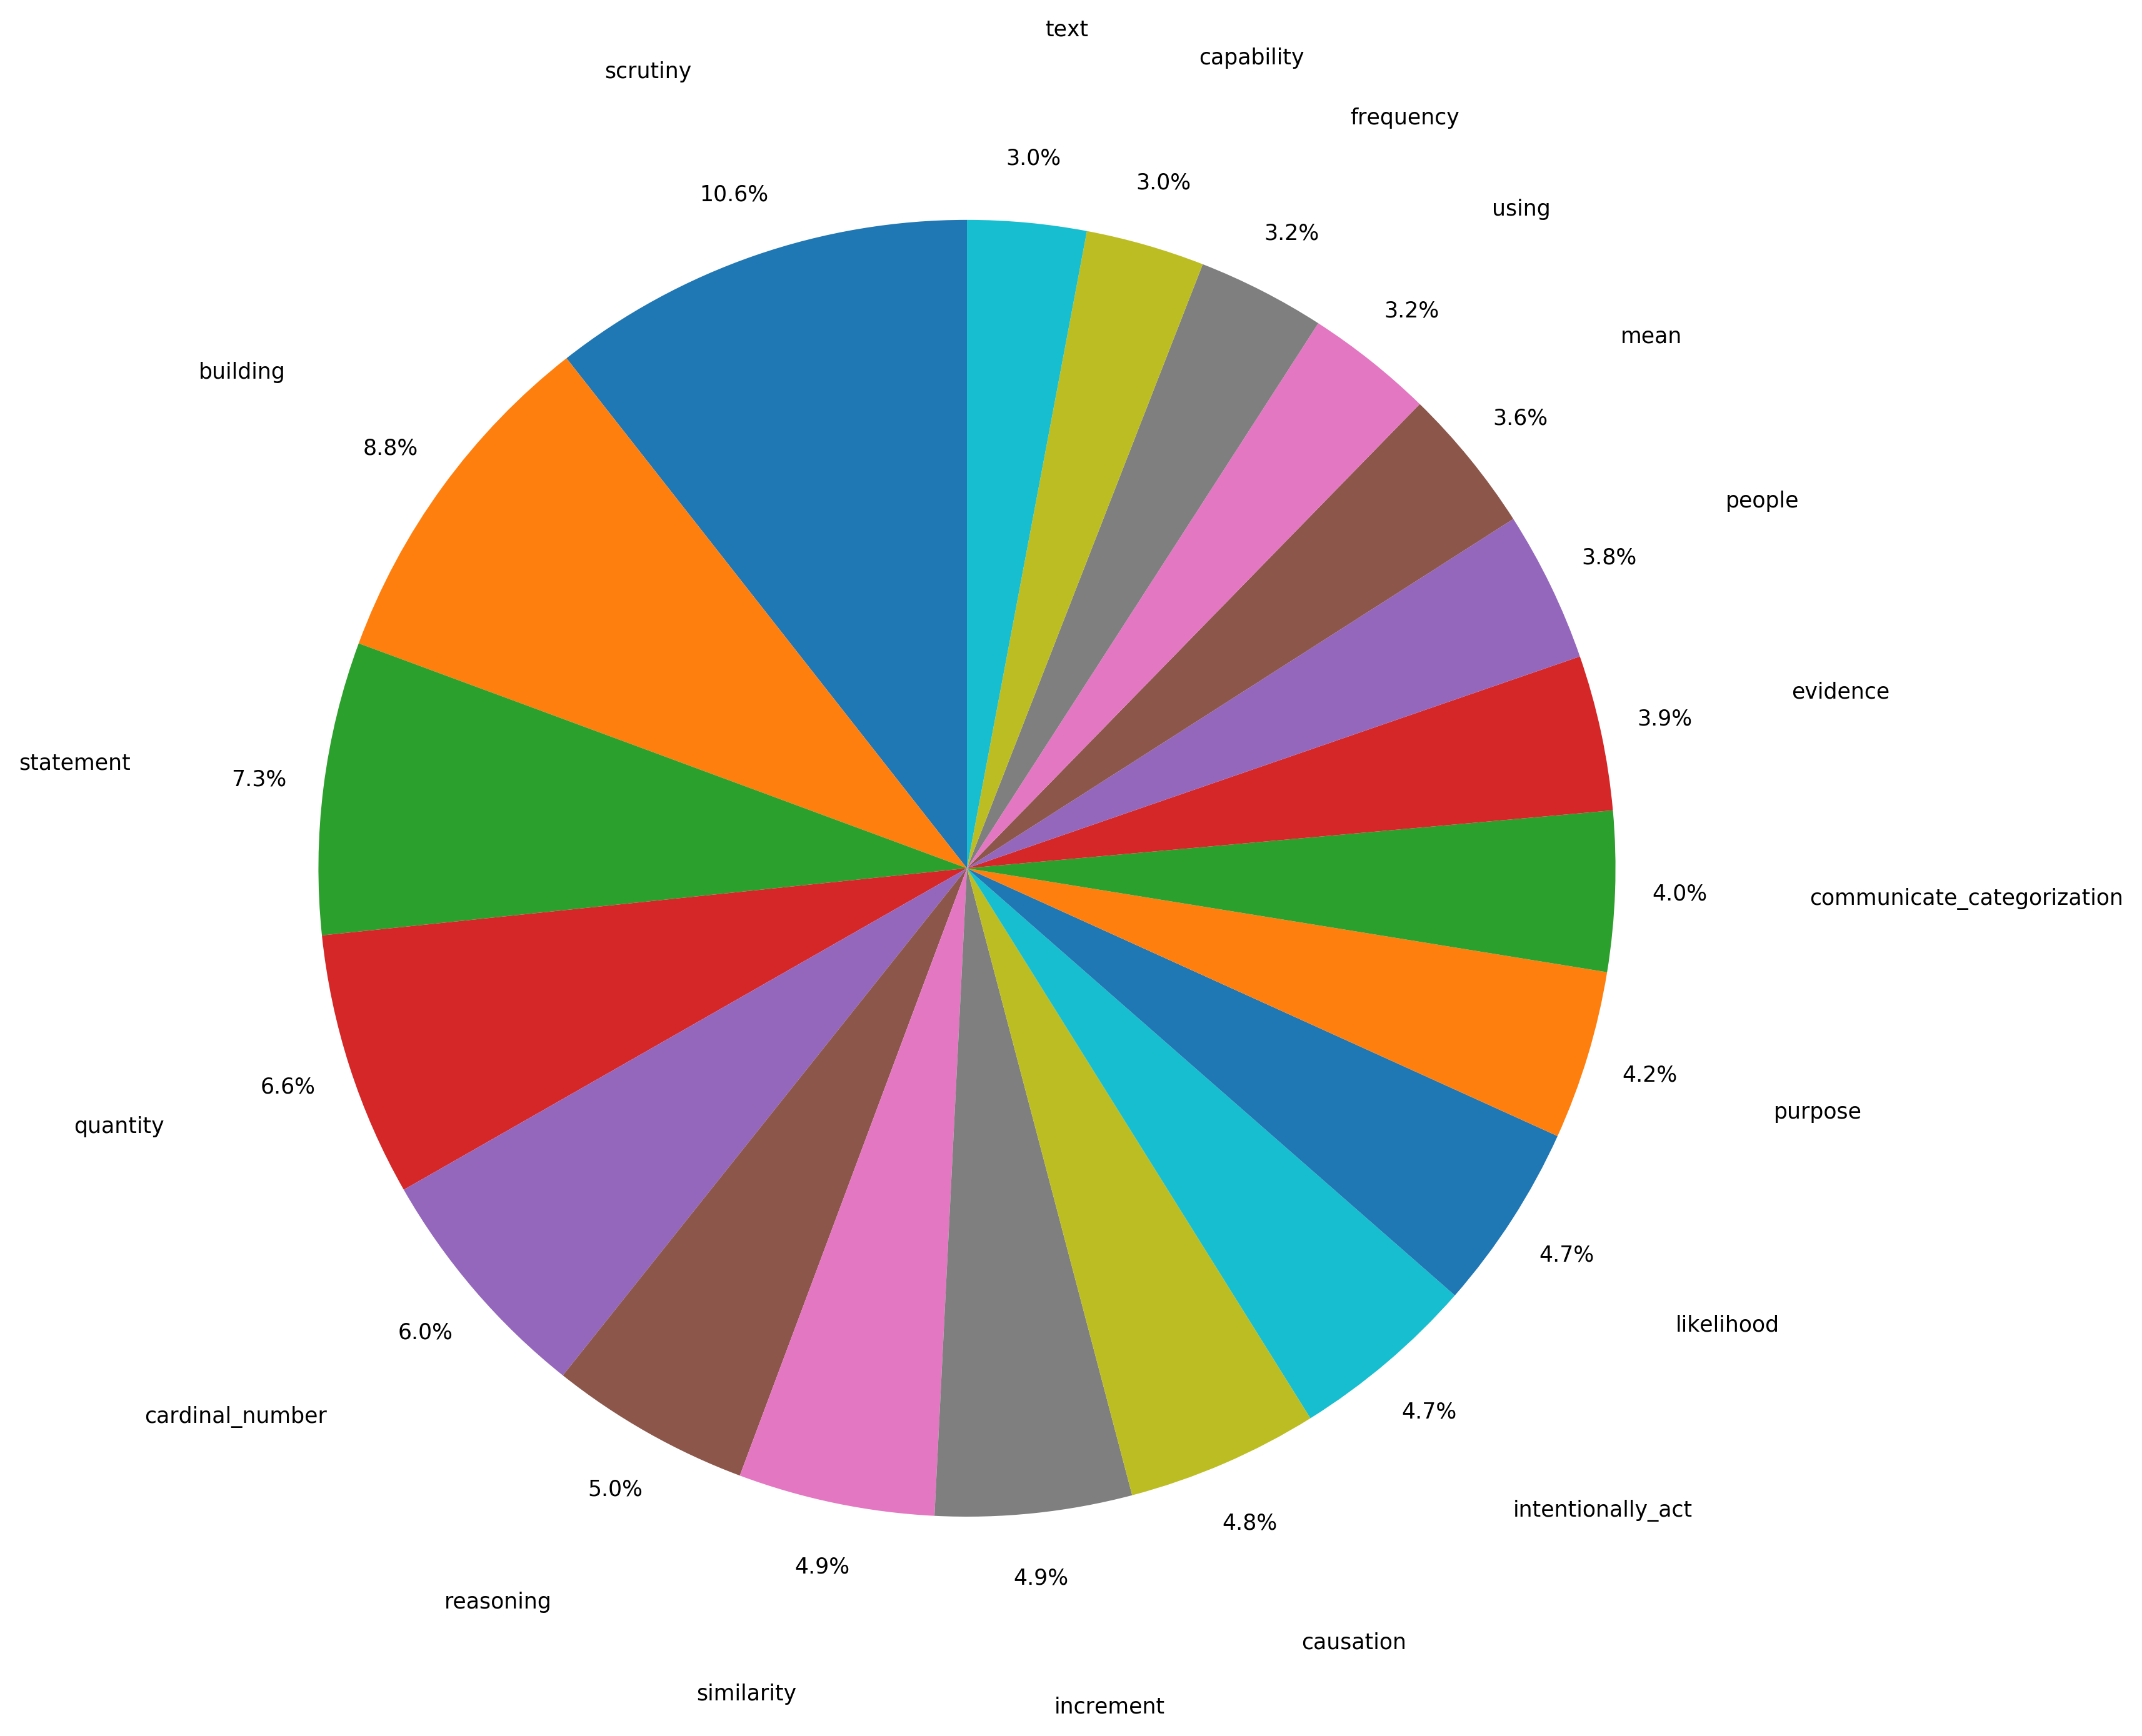 text
capability
scrutiny
frequency
3.0%
3.0%
10.6%
using
3.2%
3.2%
mean
building
3.6%
8.8%
people
3.8%
evidence
3.9%
statement
7.3%
4.0%
communicate_categorization
4.2%
6.6%
purpose
quantity
4.7%
likelihood
6.0%
4.7%
cardinal_number
5.0%
intentionally_act
4.8%
4.9%
4.9%
reasoning
causation
similarity
increment